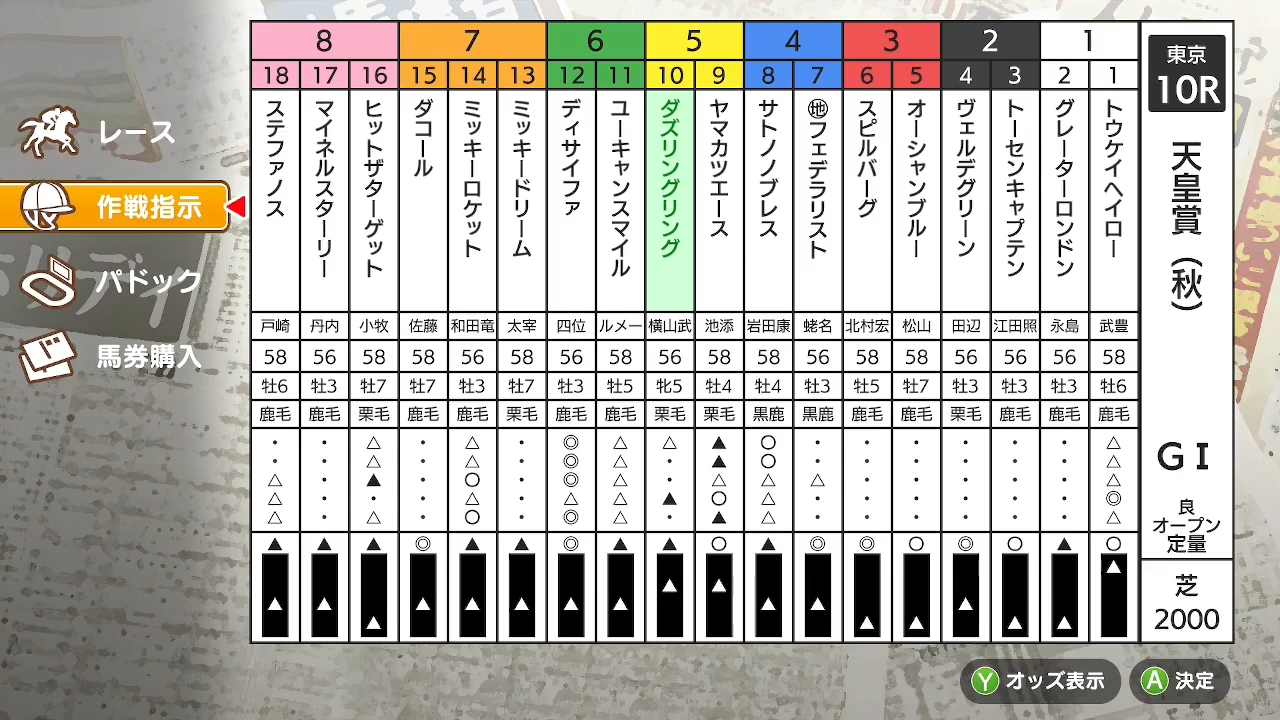 レース
作戦指示
パドック
馬券購入
東京
10R
天皇賞(秋)
GI
良
オープン
定量
芝
2000
8 7 6 5 4 3 2 1
18 17 16 15 14 13 12 11 10 9 8 7 6 5 4 3 2 1
ステファノス
マイネルスターリー
ヒットザターゲット
ダコール
ミッキーロケット
ミッキードリーム
ディサイファ
ユーキャンスマイル
ダズリングリング
ヤマカツエース
サトノノブレス
地フェデラリスト
スピルバーグ
オーシャンブルー
ヴェルデグリーン
トーセンキャプテン
グレーターロンドン
トウケイヘイロー
戸崎 丹内 小牧 佐藤 和田竜 太宰 四位 ルメー 横山武 池添 岩田康 蛯名 北村宏 松山 田辺 江田照 永島 武豊
58 56 58 58 56 58 56 58 56 58 58 56 58 58 56 56 56 58
牡6 牡3 牡7 牡7 牡3 牡7 牡3 牡5 牝5 牡4 牡4 牡3 牡5 牡7 牡3 牡3 牡3 牡6
鹿毛 鹿毛 栗毛 鹿毛 鹿毛 栗毛 鹿毛 鹿毛 栗毛 栗毛 黒鹿 黒鹿 鹿毛 鹿毛 栗毛 鹿毛 鹿毛 鹿毛
・ ・ △ ・ △ ・ ◎ △ △ ▲ ○ ・ ・ ・ ・ ・ ・ △
・ ・ △ ・ △ ・ ◎ △ ・ ▲ ○ ・ ・ ・ ・ ・ ・ △
△ ・ ▲ ・ ○ ・ ◎ △ ・ △ △ △ ・ ・ ・ ・ ・ △
△ ・ ・ ・ △ ・ △ △ ▲ ○ △ ・ ・ ・ ・ ・ ・ ◎
△ ・ △ ・ ○ ・ ◎ △ ・ ▲ △ ・ ・ ・ ・ ・ ・ △
▲ ▲ ▲ ◎ ▲ ▲ ◎ ▲ ▲ ○ ▲ ◎ ◎ ○ ◎ ○ ▲ ○
Y オッズ表示 A 決定